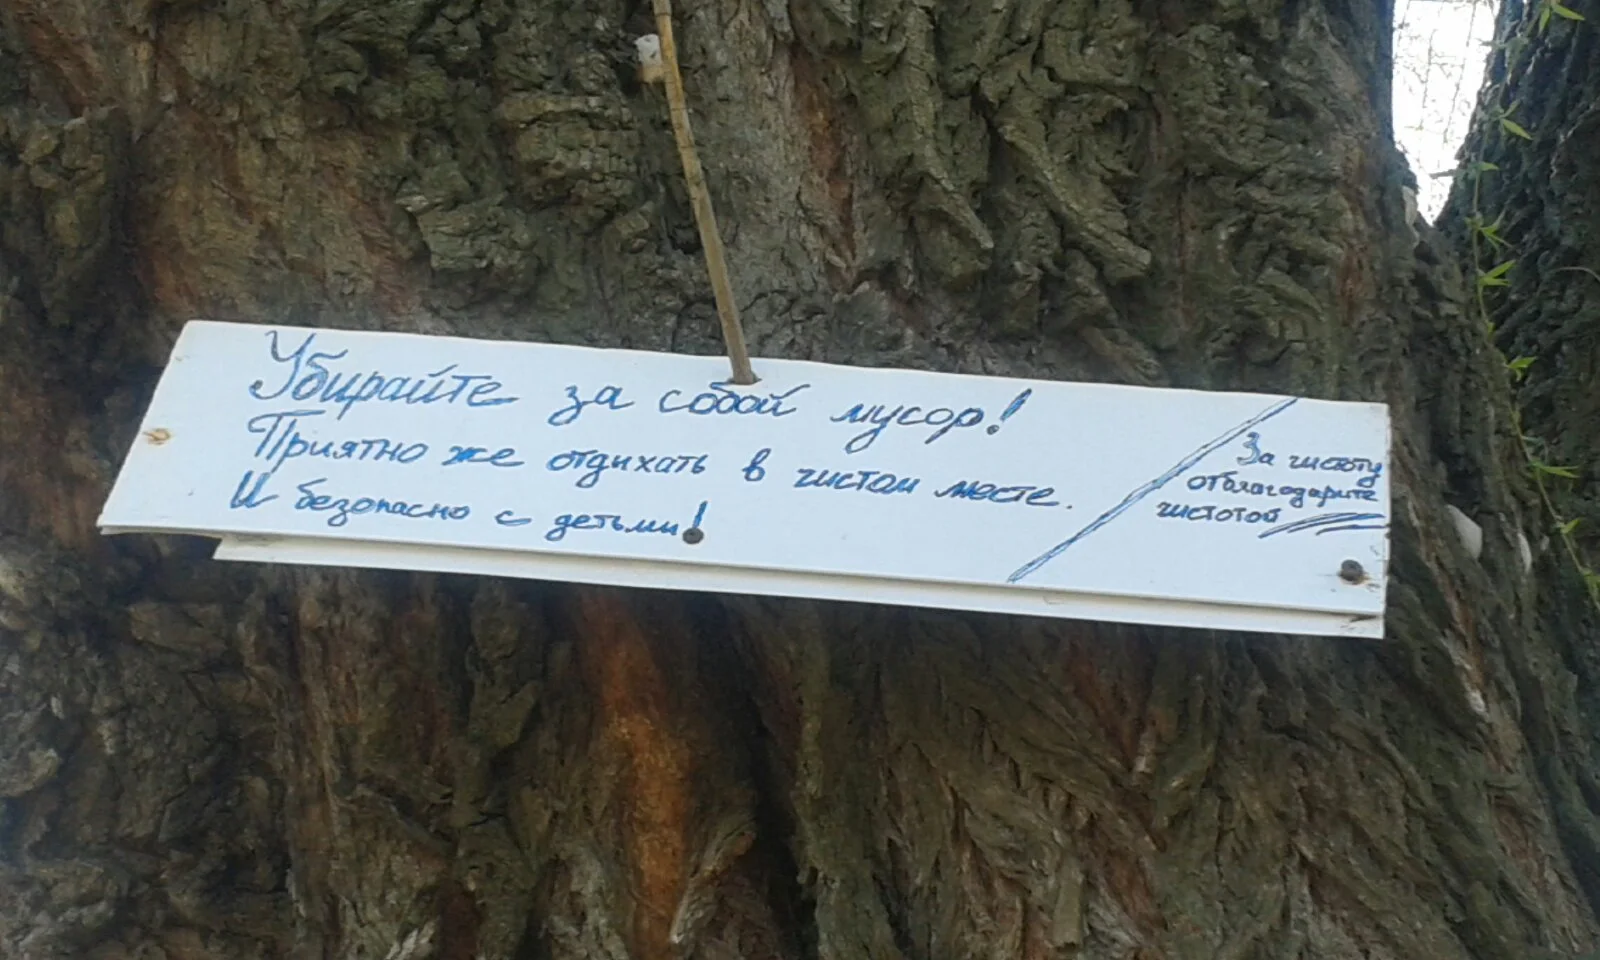 Убирайте за собой мусор!
Приятно же отдыхать в чистом месте.
И безопасно с детьми!
За чистоту
отблагодарите
чистотой